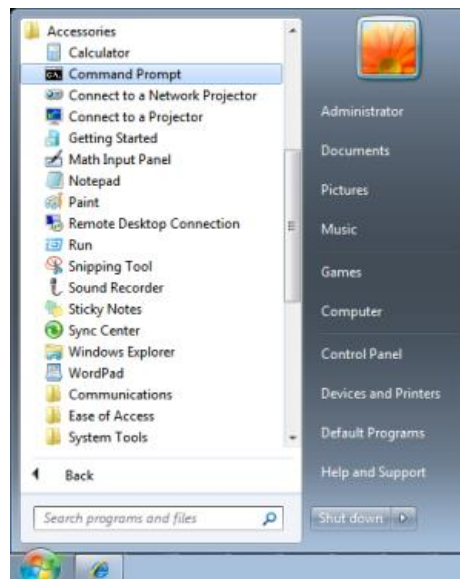 Accessories
Calculator
Command Prompt
Connect to a Network Projector
Connect to a Projector
Getting Started
Math Input Panel
Notepad
Paint
Remote Desktop Connection
Run
Snipping Tool
Sound Recorder
Sticky Notes
Sync Center
Windows Explorer
WordPad
Communications
Ease of Access
System Tools
Back
Search programs and files
Administrator
Documents
Pictures
Music
Games
Computer
Control Panel
Devices and Printers
Default Programs
Help and Support
Shut down